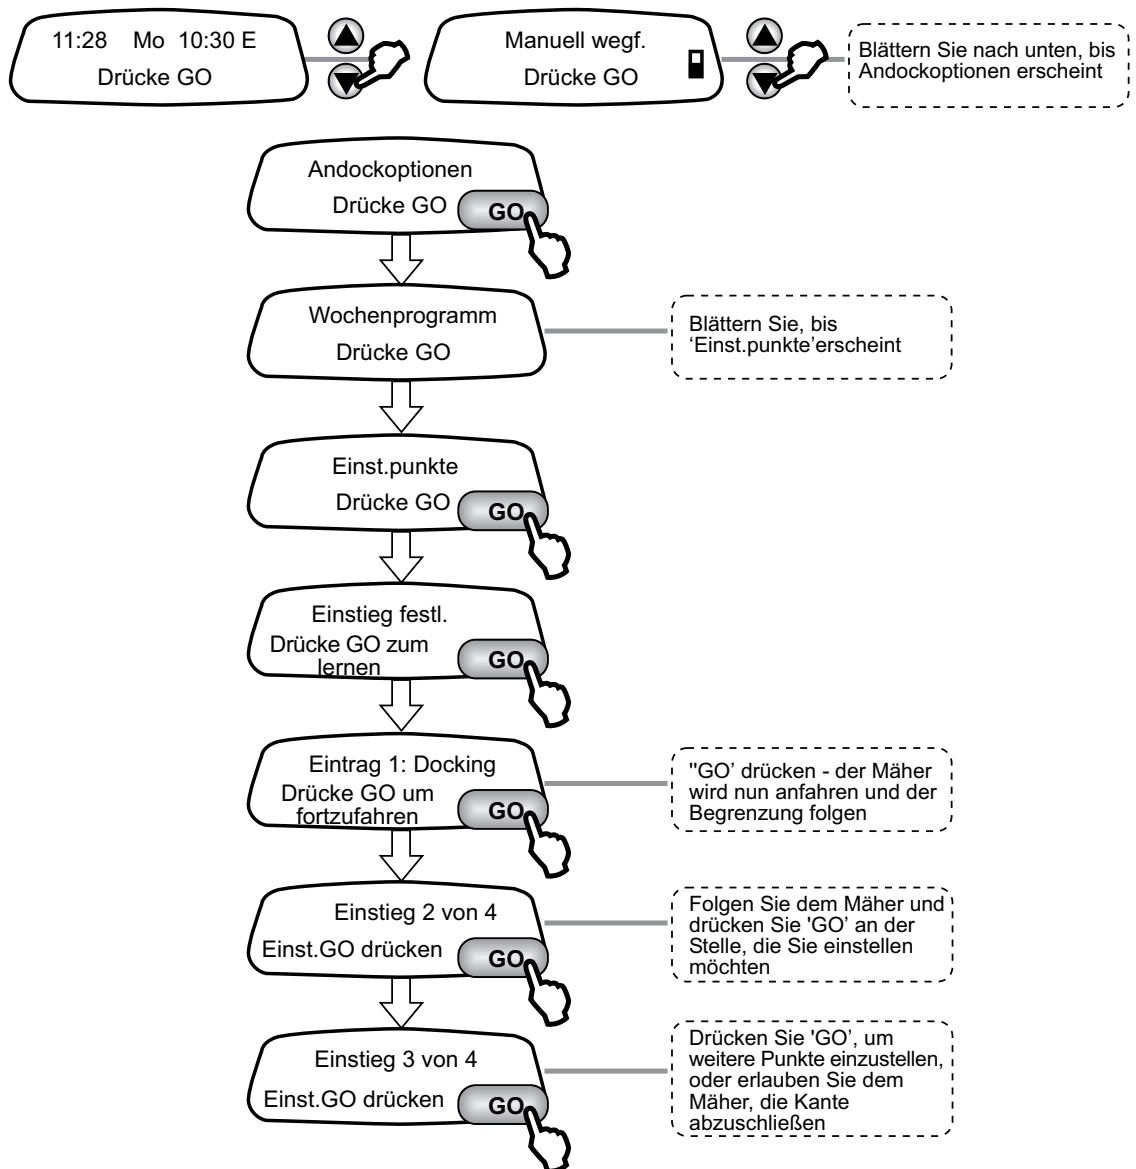 11:28 Mo 10:30 E
Drücke GO
Manuell wegf.
Drücke GO
Blättern Sie nach unten, bis
Andockoptionen erscheint
Andockoptionen
Drücke GO
GO
Wochenprogramm
Drücke GO
Blättern Sie, bis
‘Einst.punkte’erscheint
Einst.punkte
Drücke GO
GO
Einstieg festl.
Drücke GO zum
lernen
GO
Eintrag 1: Docking
Drücke GO um
fortzufahren
GO
"GO’ drücken - der Mäher
wird nun anfahren und der
Begrenzung folgen
Einstieg 2 von 4
Einst.GO drücken
GO
Folgen Sie dem Mäher und
drücken Sie 'GO’ an der
Stelle, die Sie einstellen
möchten
Einstieg 3 von 4
Einst.GO drücken
GO
Drücken Sie 'GO’, um
weitere Punkte einzustellen,
oder erlauben Sie dem
Mäher, die Kante
abzuschließen